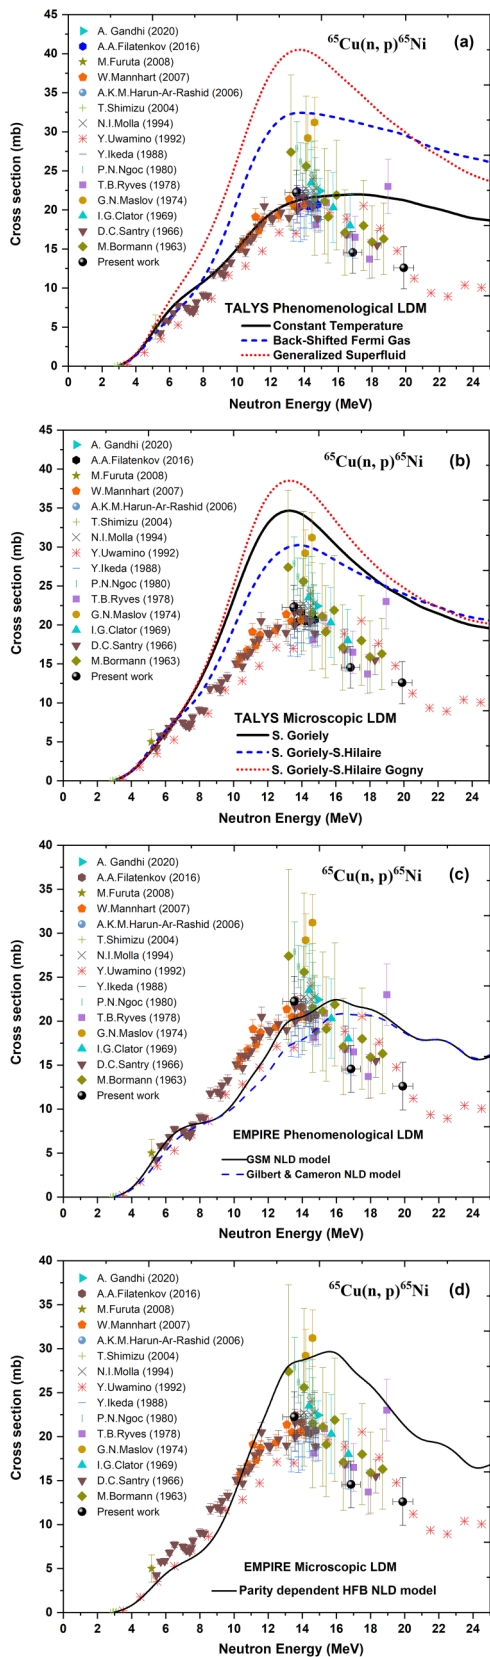 45
40
35
30
25
20
15
10
5
0
Cross section (mb)
A. Gandhi (2020)
A.A.Filatenkov (2016)
M.Furuta (2008)
W.Mannhart (2007)
A.K.M.Harun-Ar-Rashid (2006)
T.Shimizu (2004)
N.I.Molla (1994)
Y.Uwamino (1992)
Y.Ikeda (1988)
P.N.Ngoc (1980)
T.B.Ryves (1978)
G.N.Maslov (1974)
I.G.Clator (1969)
D.C.Santry (1966)
M.Bormann (1963)
Present work
⁶⁵Cu(n, p)⁶⁵Ni
(a)
TALYS Phenomenological LDM
Constant Temperature
Back-Shifted Fermi Gas
Generalized Superfluid
0 2 4 6 8 10 12 14 16 18 20 22 24
Neutron Energy (MeV)
45
40
35
30
25
20
15
10
5
0
Cross section (mb)
A. Gandhi (2020)
A.A.Filatenkov (2016)
M.Furuta (2008)
W.Mannhart (2007)
A.K.M.Harun-Ar-Rashid (2006)
T.Shimizu (2004)
N.I.Molla (1994)
Y.Uwamino (1992)
Y.Ikeda (1988)
P.N.Ngoc (1980)
T.B.Ryves (1978)
G.N.Maslov (1974)
I.G.Clator (1969)
D.C.Santry (1966)
M.Bormann (1963)
Present work
⁶⁵Cu(n, p)⁶⁵Ni
(b)
TALYS Microscopic LDM
S. Goriely
S. Goriely-S.Hilaire
S. Goriely-S.Hilaire Gogny
0 2 4 6 8 10 12 14 16 18 20 22 24
Neutron Energy (MeV)
40
35
30
25
20
15
10
5
0
Cross section (mb)
A. Gandhi (2020)
A.A.Filatenkov (2016)
M.Furuta (2008)
W.Mannhart (2007)
A.K.M.Harun-Ar-Rashid (2006)
T.Shimizu (2004)
N.I.Molla (1994)
Y.Uwamino (1992)
Y.Ikeda (1988)
P.N.Ngoc (1980)
T.B.Ryves (1978)
G.N.Maslov (1974)
I.G.Clator (1969)
D.C.Santry (1966)
M.Bormann (1963)
Present work
⁶⁵Cu(n, p)⁶⁵Ni
(c)
EMPIRE Phenomenological LDM
GSM NLD model
Gilbert & Cameron NLD model
0 2 4 6 8 10 12 14 16 18 20 22 24
Neutron Energy (MeV)
40
35
30
25
20
15
10
5
0
Cross section (mb)
A. Gandhi (2020)
A.A.Filatenkov (2016)
M.Furuta (2008)
W.Mannhart (2007)
A.K.M.Harun-Ar-Rashid (2006)
T.Shimizu (2004)
N.I.Molla (1994)
Y.Uwamino (1992)
Y.Ikeda (1988)
P.N.Ngoc (1980)
T.B.Ryves (1978)
G.N.Maslov (1974)
I.G.Clator (1969)
D.C.Santry (1966)
M.Bormann (1963)
Present work
⁶⁵Cu(n, p)⁶⁵Ni
(d)
EMPIRE Microscopic LDM
Parity dependent HFB NLD model
0 2 4 6 8 10 12 14 16 18 20 22 24
Neutron Energy (MeV)